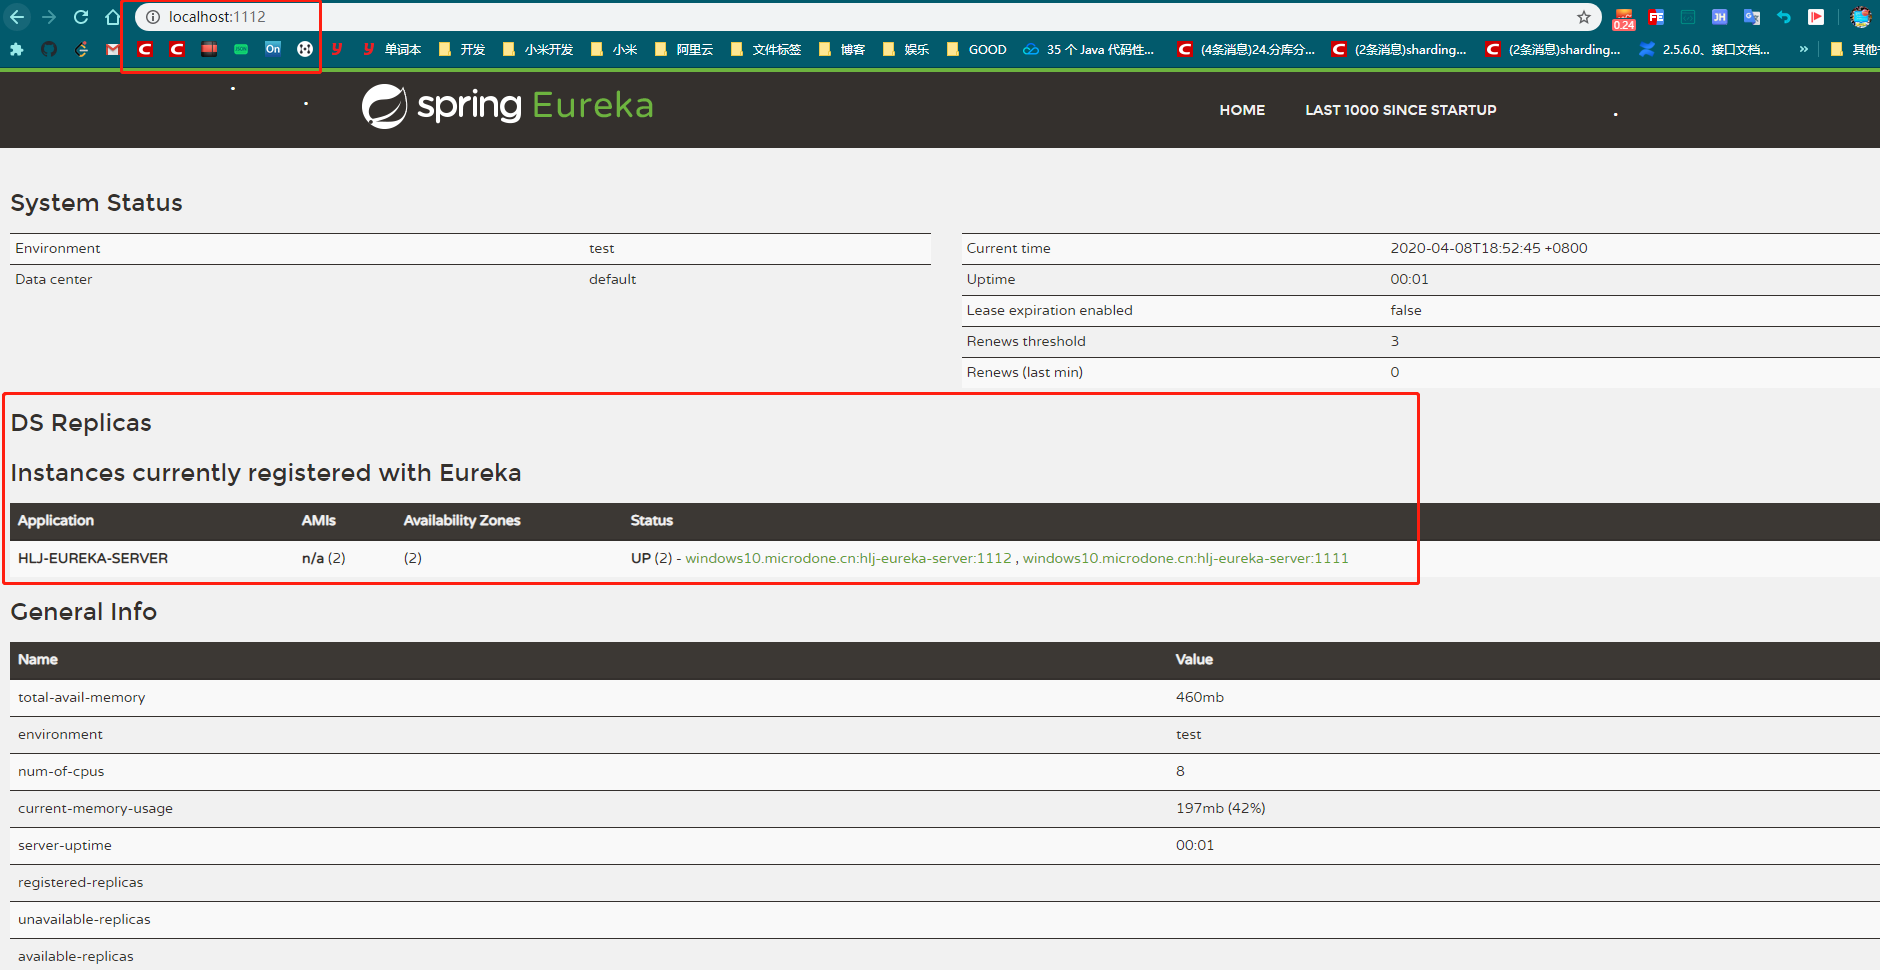 localhost:1112
FE JH 0.24
On 单词本 开发 小米开发 小米 阿里云 文件标签 博客 娱乐 GOOD 35 个 Java 代码性... (4条消息)24.分库分... (2条消息)sharding... (2条消息)sharding... 2.5.6.0、接口文档... » 其他
spring Eureka HOME LAST 1000 SINCE STARTUP
System Status
Environment test Current time 2020-04-08T18:52:45 +0800
Data center default Uptime 00:01
Lease expiration enabled false
Renews threshold 3
Renews (last min) 0
DS Replicas
Instances currently registered with Eureka
Application AMIs Availability Zones Status
HLJ-EUREKA-SERVER n/a (2) (2) UP (2) - windows10.microdone.cn:hlj-eureka-server:1112 , windows10.microdone.cn:hlj-eureka-server:1111
General Info
Name Value
total-avail-memory 460mb
environment test
num-of-cpus 8
current-memory-usage 197mb (42%)
server-uptime 00:01
registered-replicas
unavailable-replicas
available-replicas